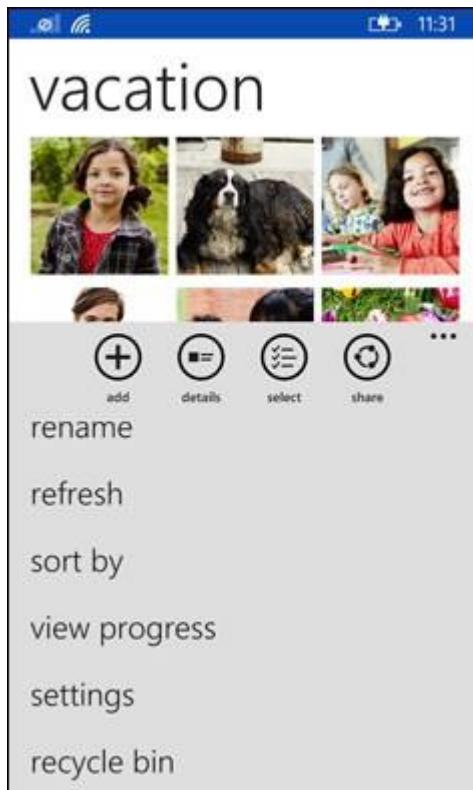 11:31
vacation
add details select share
rename
refresh
sort by
view progress
settings
recycle bin